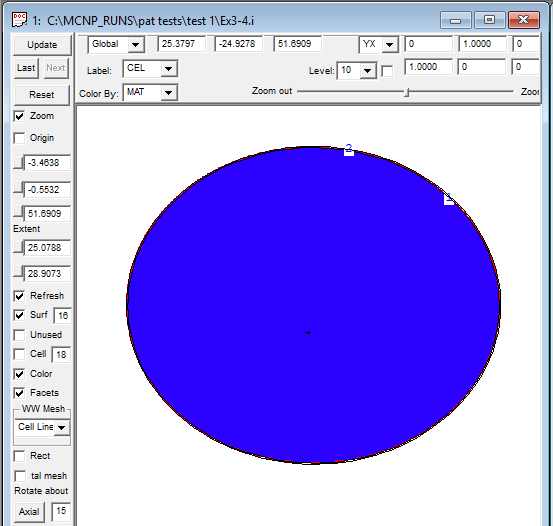 1: C:\MCNP_RUNS\pat tests\test 1\Ex3-4.i
Update
Global 25.3797 -24.9278 51.6909 YX 0 1.0000 0
Last Next
Label: CEL Level: 10 1.0000 0 0
Reset
Color By: MAT Zoom out Zoor
Zoom
Origin
-3.4638
-0.5532
51.6909
Extent
25.0788
28.9073
Refresh
Surf 16
Unused
Cell 18
Color
Facets
WW Mesh
Cell Line
Rect
tal mesh
Rotate about
Axial 15
2